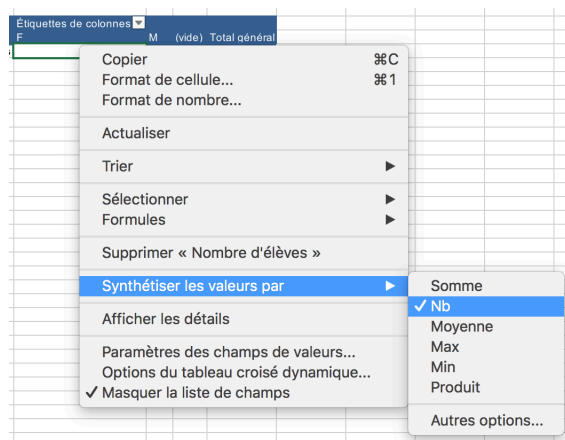 Étiquettes de colonnes
F M (vide) Total général
Copier ⌘C
Format de cellule... ⌘1
Format de nombre...
Actualiser
Trier ▶
Sélectionner ▶
Formules ▶
Supprimer « Nombre d'élèves »
Synthétiser les valeurs par ▶
Afficher les détails
Paramètres des champs de valeurs...
Options du tableau croisé dynamique...
✓ Masquer la liste de champs
Somme
✓ Nb
Moyenne
Max
Min
Produit
Autres options...